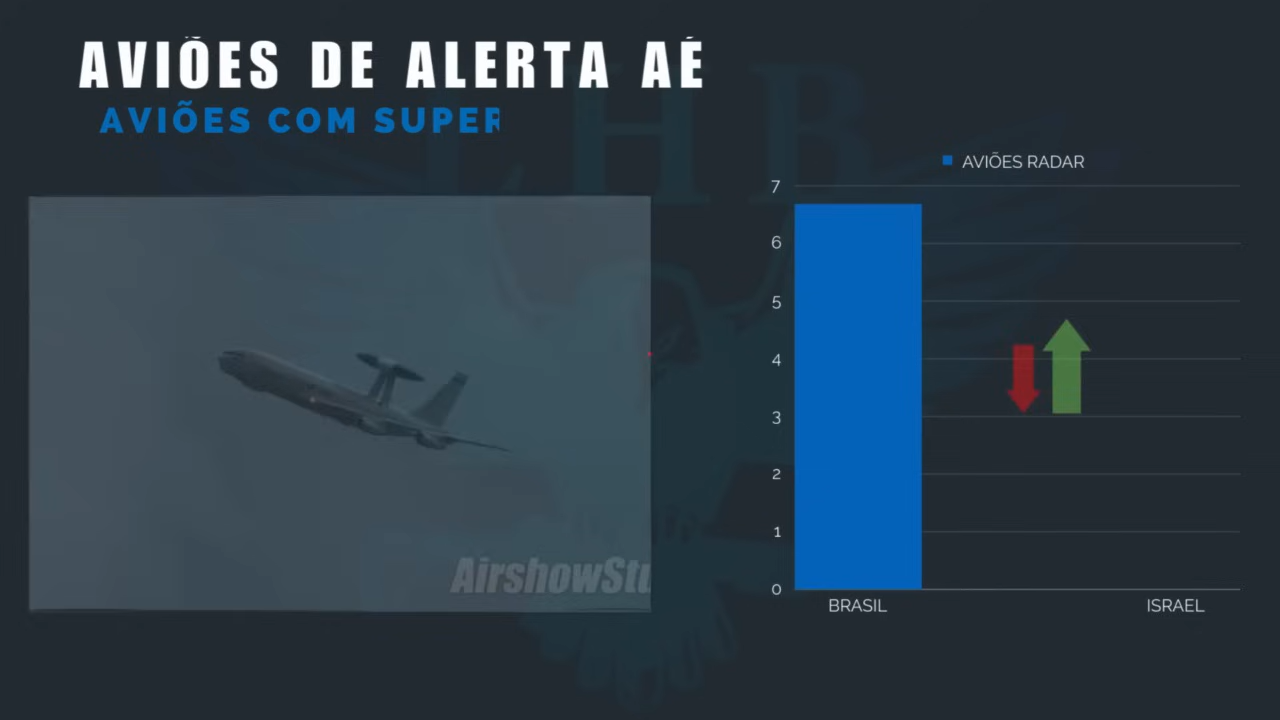 AVIÕES DE ALERTA AÉ
AVIÕES COM SUPER
AVIÕES RADAR
7
6
5
4
3
2
1
0
BRASIL
ISRAEL
AirshowStu